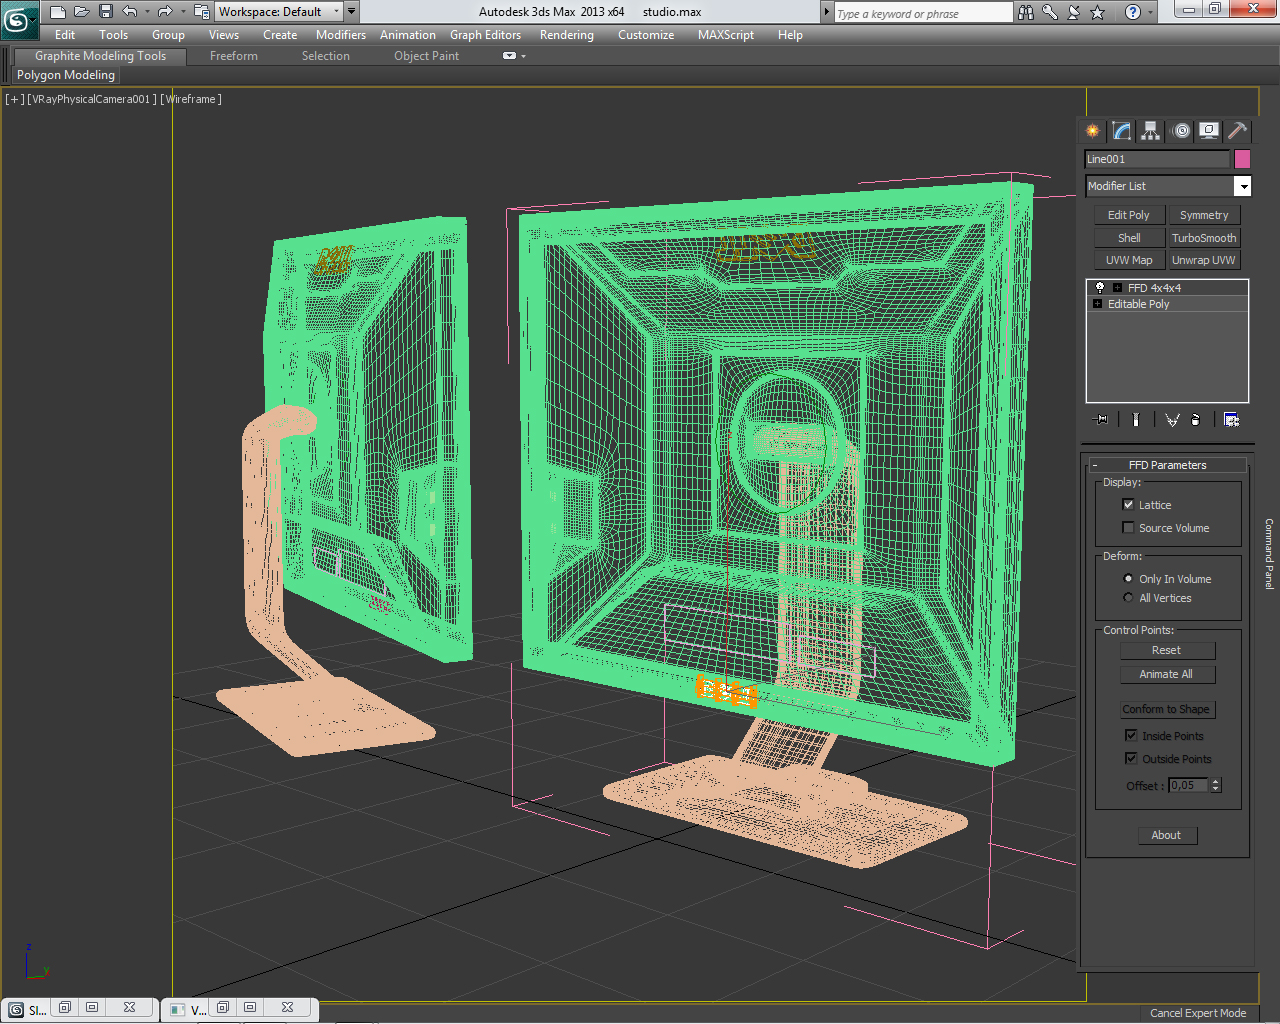 Workspace: Default
Autodesk 3ds Max 2013 x64 studio.max
Type a keyword or phrase
Edit Tools Group Views Create Modifiers Animation Graph Editors Rendering Customize MAXScript Help
Graphite Modeling Tools Freeform Selection Object Paint
Polygon Modeling
[ + ] [ VRayPhysicalCamera001 ] [ Wireframe ]
Line001
Modifier List
Edit Poly Symmetry
Shell TurboSmooth
UVW Map Unwrap UVW
FFD 4x4x4
Editable Poly
- FFD Parameters
Display:
Lattice
Source Volume
Deform:
Only In Volume
All Vertices
Control Points:
Reset
Animate All
Conform to Shape
Inside Points
Outside Points
Offset : 0,05
About
Command Panel
z
y
Sl... V...
Cancel Expert Mode